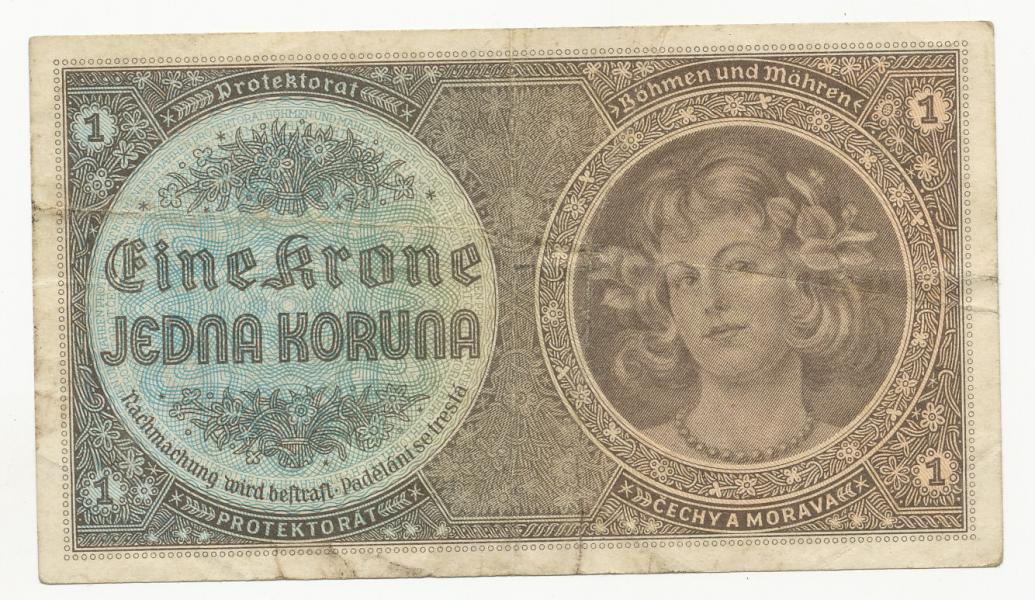 Protektorat
Böhmen und Mähren
1
1
Eine Krone
JEDNA KORUNA
Nachmachung wird bestraft · Padělání se trestá
1
1
PROTEKTORÁT
ČECHY A MORAVA